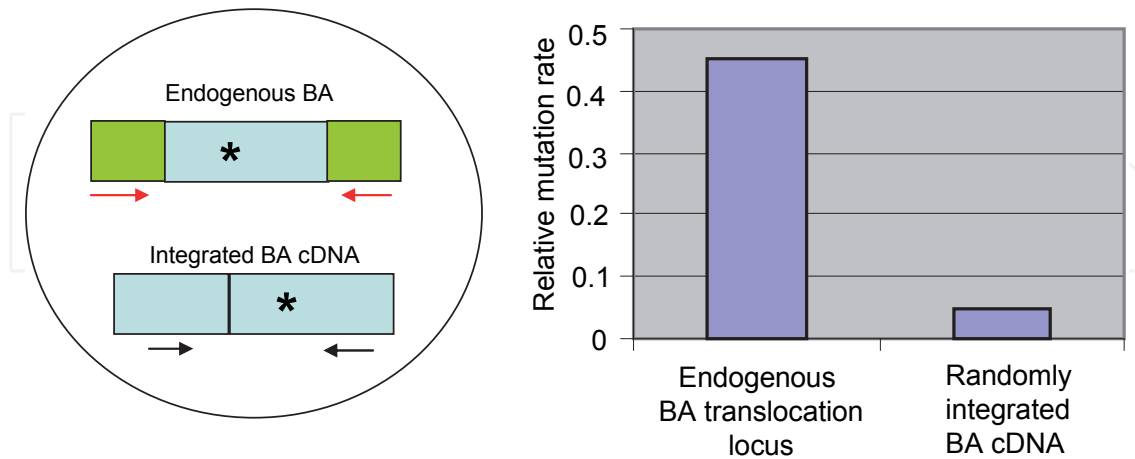 Endogenous BA
*
Integrated BA cDNA
*
Relative mutation rate
0.5
0.4
0.3
0.2
0.1
0
Endogenous
BA translocation
locus
Randomly
integrated
BA cDNA